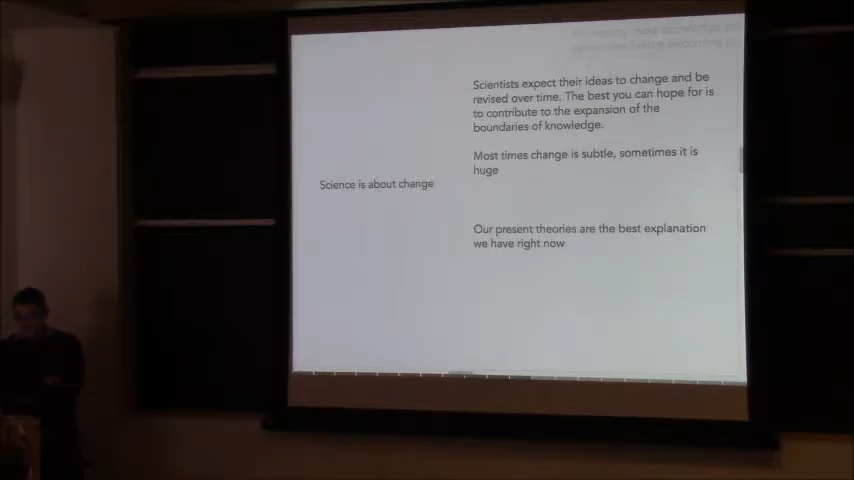 Scientists expect their ideas to change and be
revised over time. The best you can hope for is
to contribute to the expansion of the
boundaries of knowledge.
Most times change is subtle, sometimes it is
huge
Science is about change
Our present theories are the best explanation
we have right now